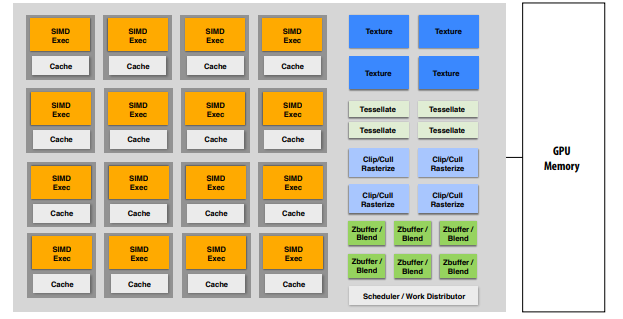 SIMD
Exec
Cache
SIMD
Exec
Cache
SIMD
Exec
Cache
SIMD
Exec
Cache
SIMD
Exec
Cache
SIMD
Exec
Cache
SIMD
Exec
Cache
SIMD
Exec
Cache
SIMD
Exec
Cache
SIMD
Exec
Cache
SIMD
Exec
Cache
SIMD
Exec
Cache
SIMD
Exec
Cache
SIMD
Exec
Cache
SIMD
Exec
Cache
SIMD
Exec
Cache
Texture
Texture
Texture
Texture
Tessellate
Tessellate
Tessellate
Tessellate
Clip/Cull
Rasterize
Clip/Cull
Rasterize
Clip/Cull
Rasterize
Clip/Cull
Rasterize
Zbuffer /
Blend
Zbuffer /
Blend
Zbuffer /
Blend
Zbuffer /
Blend
Zbuffer /
Blend
Zbuffer /
Blend
Scheduler / Work Distributor
GPU
Memory